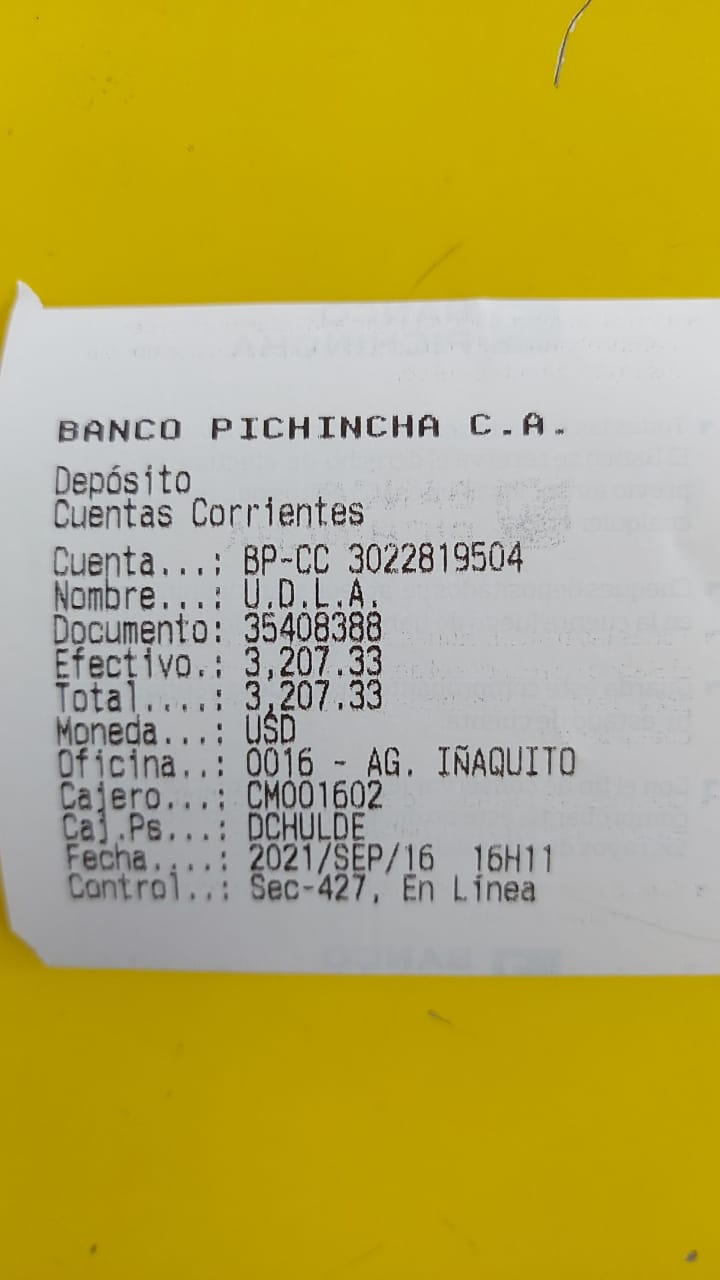 BANCO PICHINCHA C.A.
Depósito
Cuentas Corrientes
Cuenta...: BP-CC 3022819504
Nombre...: U.D.L.A.
Documento: 35408388
Efectivo.: 3,207.33
Total....: 3,207.33
Moneda...: USD
Oficina..: 0016 - AG. IÑAQUITO
Cajero...: CM001602
Caj.Ps...: DCHULDE
Fecha....: 2021/SEP/16 16H11
Control..: Sec-427, En Línea